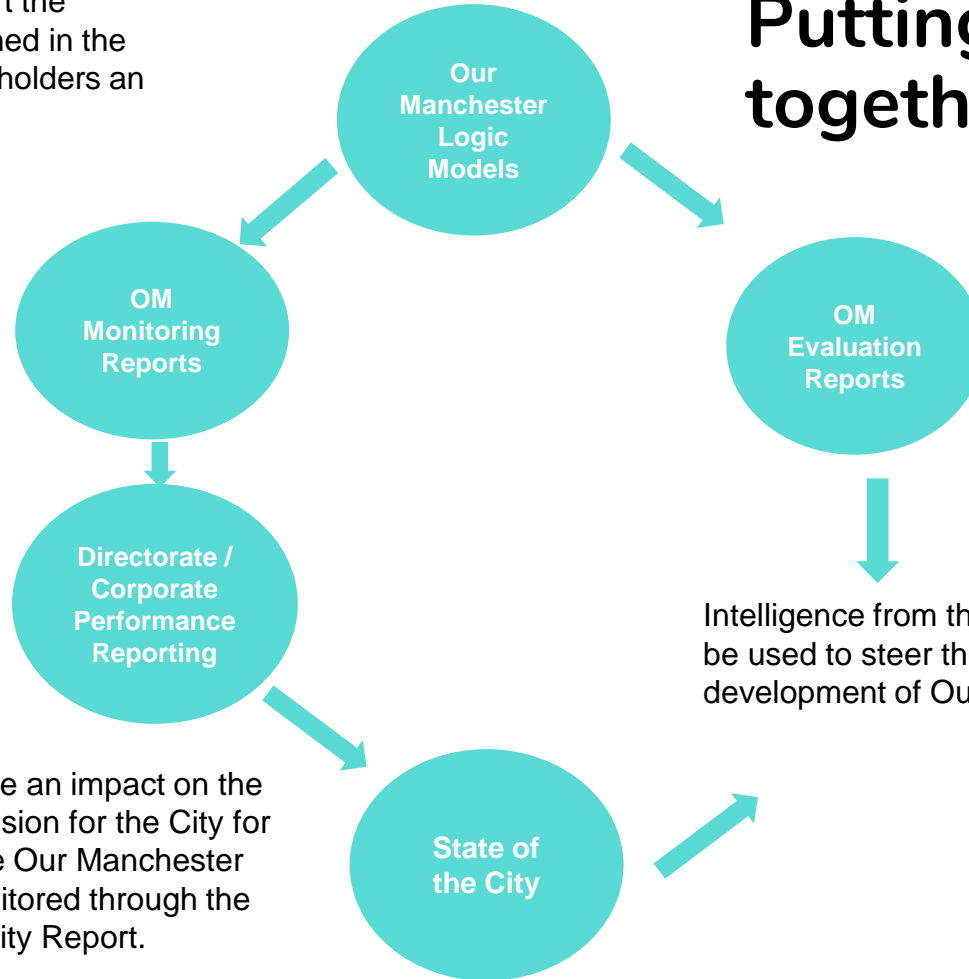 t the
ned in the
holders an
Putting
togeth
Our
Manchester
Logic
Models
OM
Monitoring
Reports
OM
Evaluation
Reports
Directorate /
Corporate
Performance
Reporting
Intelligence from th
be used to steer th
development of Ou
e an impact on the
sion for the City for
e Our Manchester
itored through the
ity Report.
State of
the City